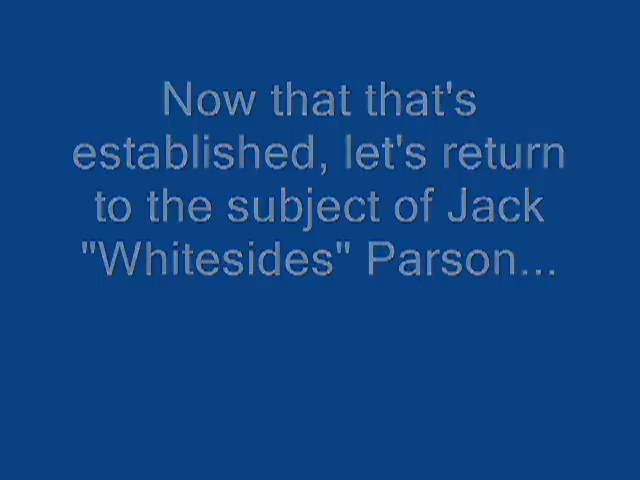 Now that that's
established, let's return
to the subject of Jack
"Whitesides" Parson...